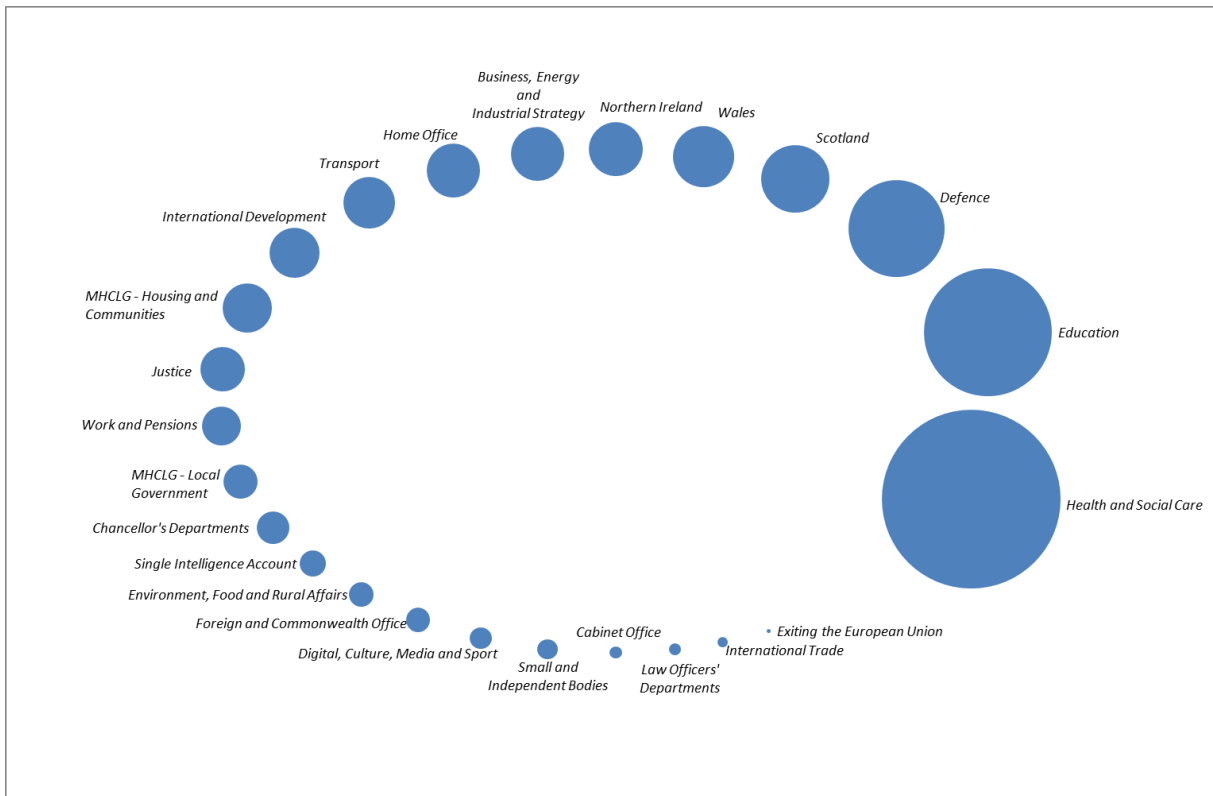 Business, Energy
and
Industrial Strategy
Northern Ireland
Wales
Home Office
Scotland
Transport
Defence
International Development
MHCLG - Housing and
Communities
Education
Justice
Work and Pensions
MHCLG - Local
Government
Health and Social Care
Chancellor's Departments
Single Intelligence Account
Environment, Food and Rural Affairs
Foreign and Commonwealth Office
Digital, Culture, Media and Sport
Small and
Independent Bodies
Cabinet Office
Law Officers'
Departments
International Trade
Exiting the European Union